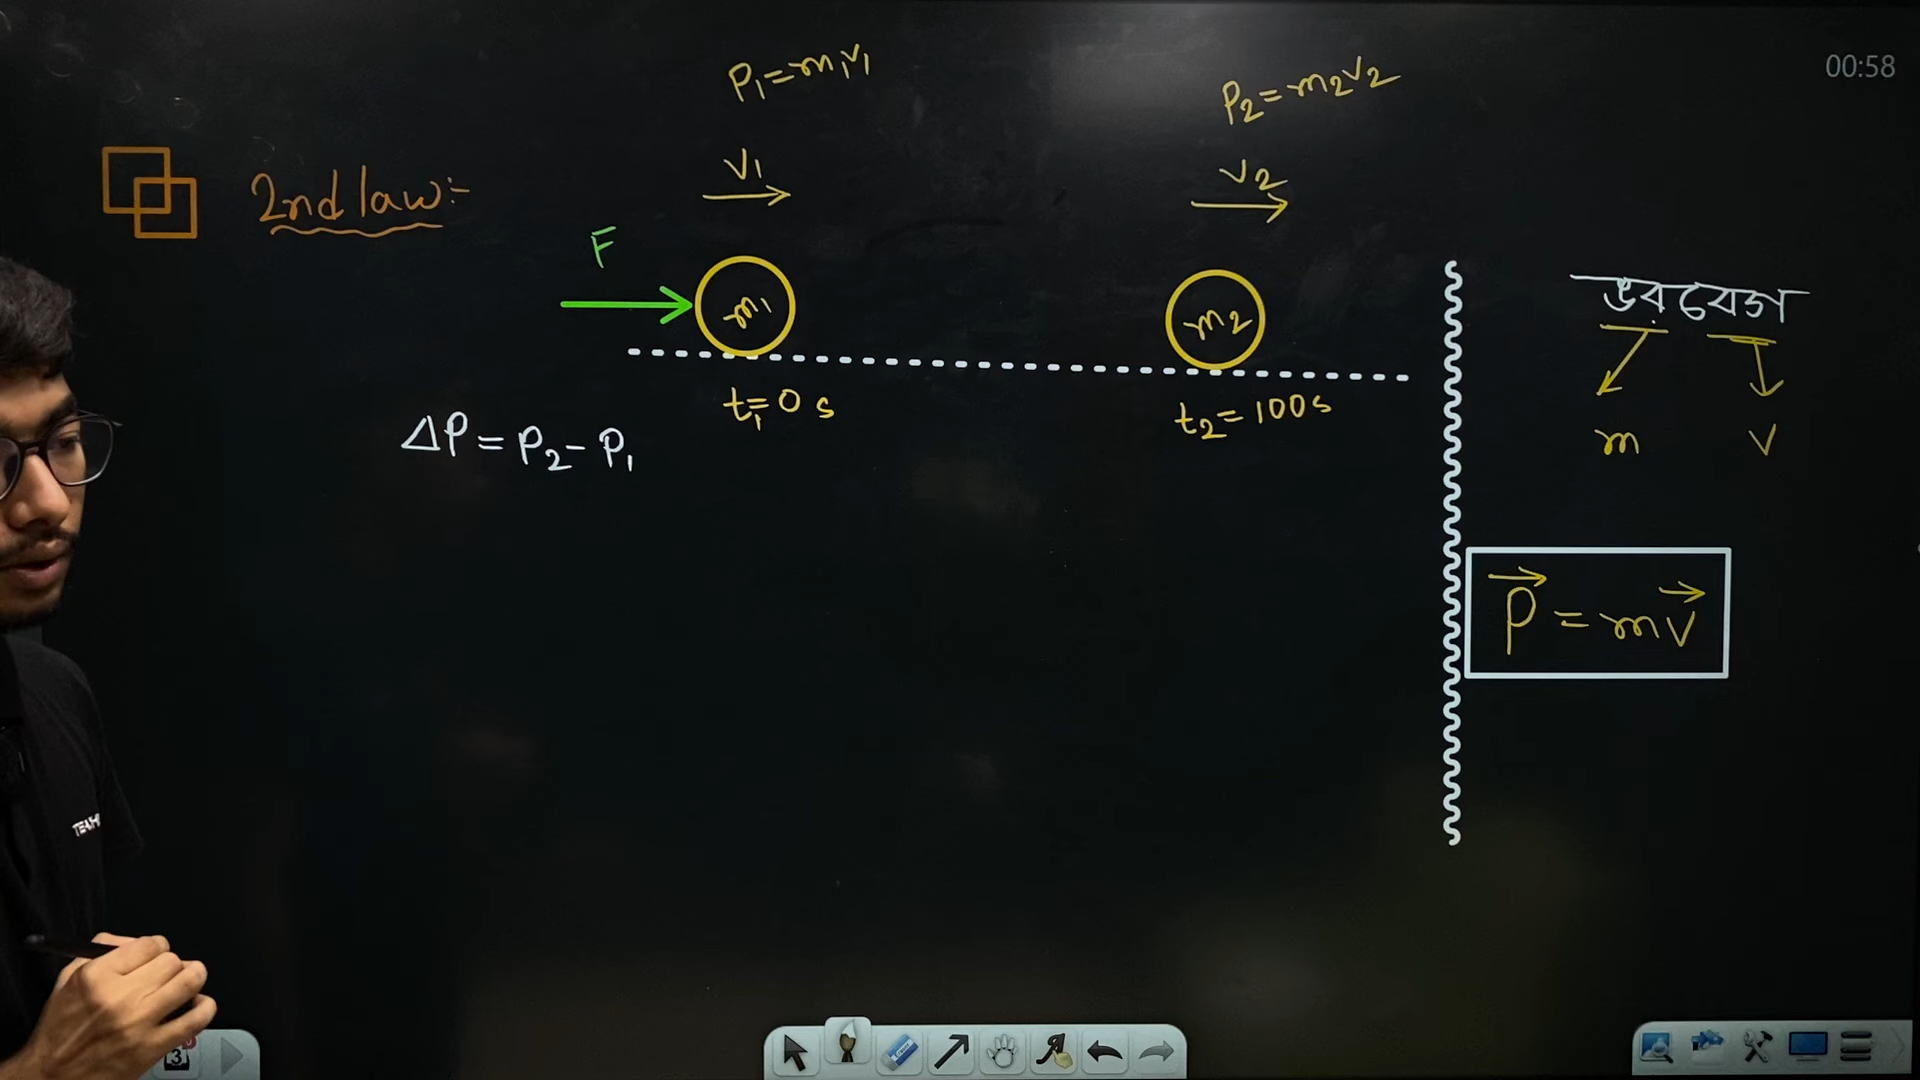 00:58
P₁=m₁v₁
P₂=m₂v₂
V₁
V₂
2nd law:-
F
m₁
m₂
t₁=0 s
t₂=100s
ΔP=P₂-P₁
ভরবেগ
m
v
P=mv
3